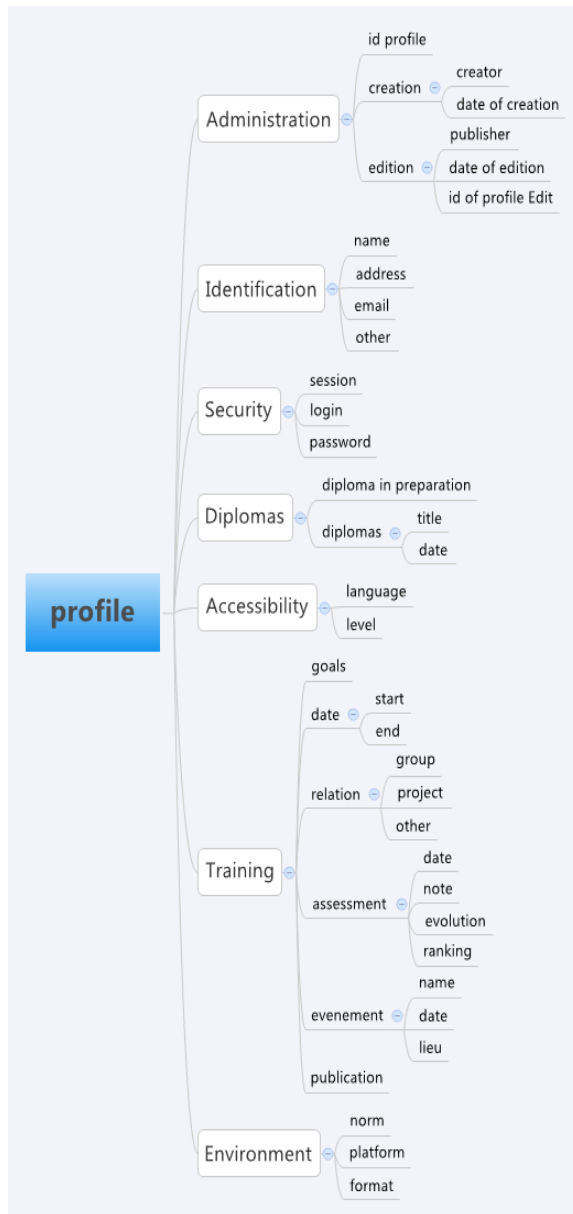 profile
Administration
id profile
creation
creator
date of creation
edition
publisher
date of edition
id of profile Edit
Identification
name
address
email
other
Security
session
login
password
Diplomas
diploma in preparation
diplomas
title
date
Accessibility
language
level
Training
goals
date
start
end
relation
group
project
other
assessment
date
note
evolution
ranking
evenement
name
date
lieu
publication
Environment
norm
platform
format